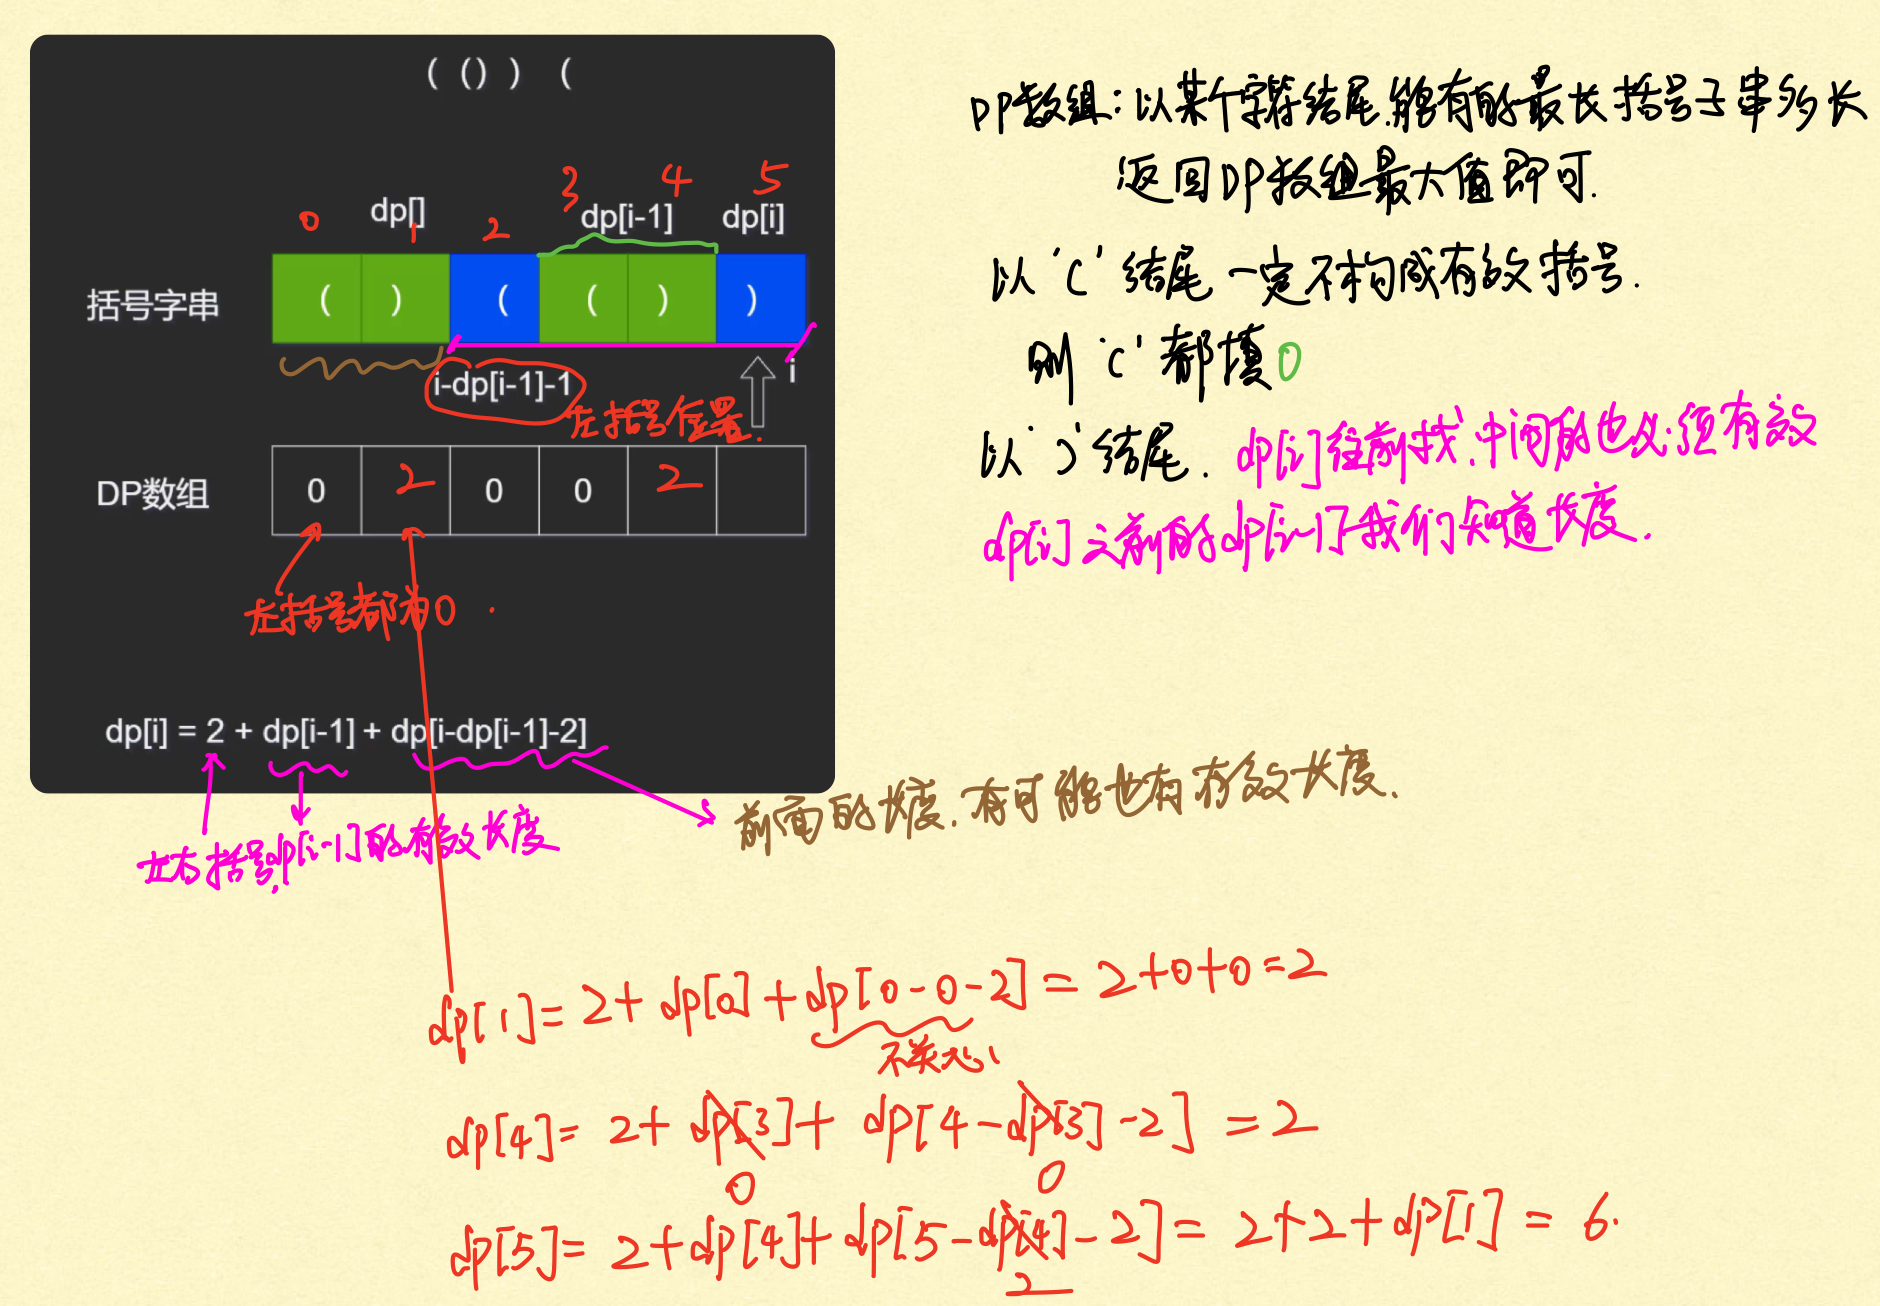 ( () ) (
DP数组:以某个字符结尾.能有的最长括号子串多长
返回DP数组最大值即可.
0 1 2 3 4 5
dp[] dp[i-1] dp[i]
括号字串 ( ) ( ( ) )
i-dp[i-1]-1 i
左括号位置.
以'('结尾 一定不构成有效括号.
则'('都填0
以')'结尾. dp[i]往前找,中间的也必须有效
dp[i]之前的dp[i-1]我们知道长度.
DP数组 0 2 0 0 2
左括号都为0.
dp[i] = 2 + dp[i-1] + dp[i-dp[i-1]-2]
左右括号,dp[i-1]的有效长度
前面的长度.有可能也有有效长度.
dp[1]=2+dp[0]+dp[0-0-2]=2+0+0=2
不关心
dp[4]=2+dp[3]+dp[4-dp[3]-2]=2
0 0
dp[5]=2+dp[4]+dp[5-dp[4]-2]=2+2+dp[1]=6.
2